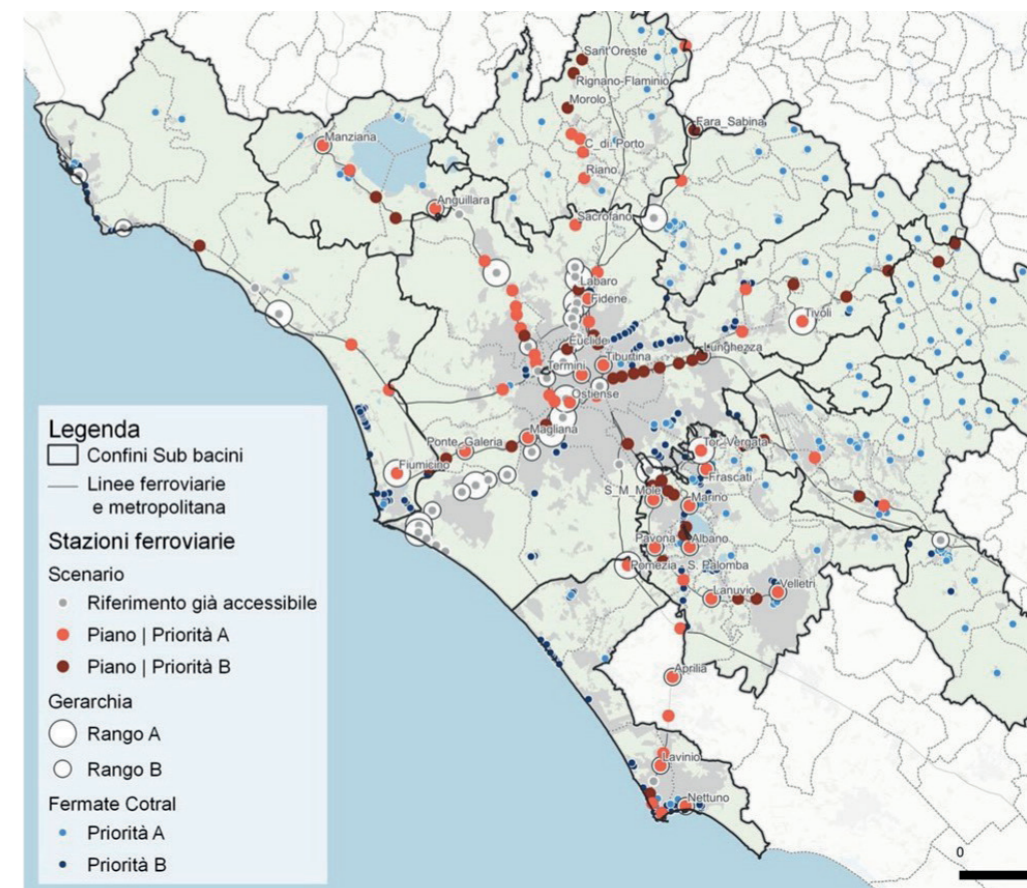 Sant'Oreste
Rignano-Flaminio
Morolo
Fara_Sabina
Manziana
C_di_Porto
Riano
Anguillara
Sacrofano
Labaro
Fidene
Tivoli
Euclide
Lunghezza
Tiburtina
Termini
Ostiense
Magliana
Ponte_Galeria
Tor_Vergata
Fiumicino
Frascati
S_M_Mole
Marino
Pavona
Albano
Pomezia_-_S._Palomba
Velletri
Lanuvio
Aprilia
Lavinio
Nettuno
Legenda
Confini Sub bacini
Linee ferroviarie
e metropolitana
Stazioni ferroviarie
Scenario
Riferimento già accessibile
Piano | Priorità A
Piano | Priorità B
Gerarchia
Rango A
Rango B
Fermate Cotral
Priorità A
Priorità B
0